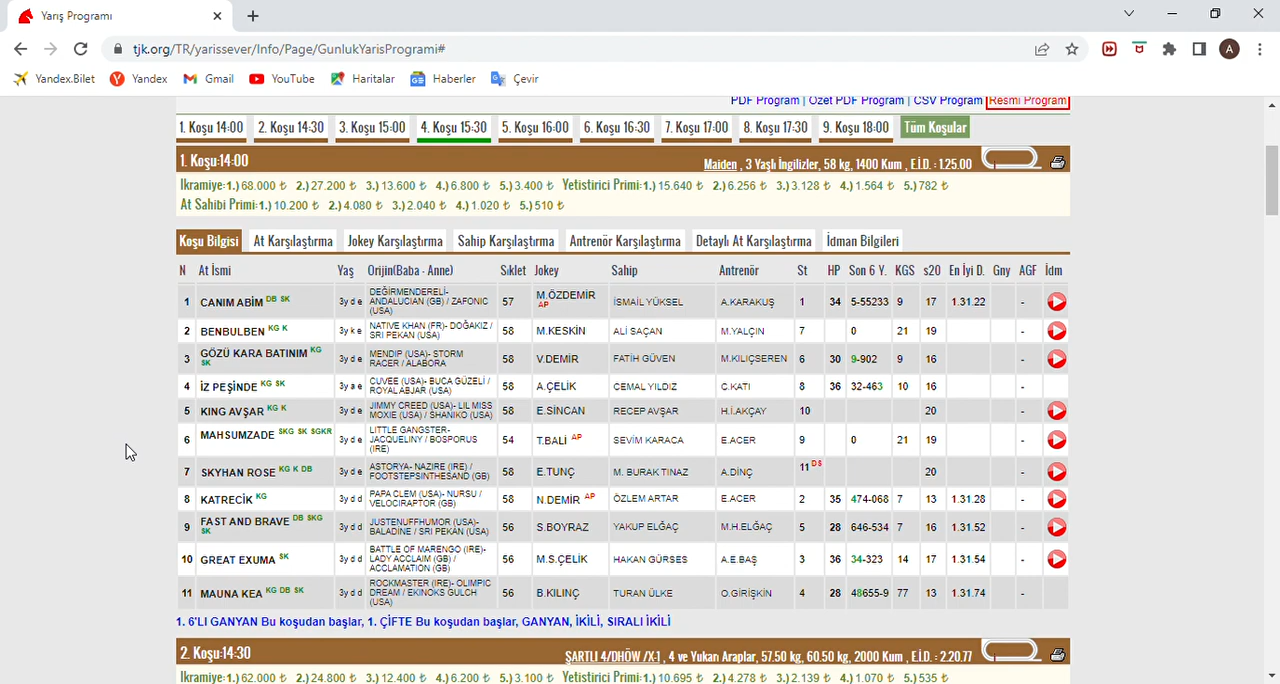 Yarış Programı
tjk.org/TR/yarissever/Info/Page/GunlukYarisProgrami#
A
Yandex.Bilet Yandex Gmail YouTube Haritalar Haberler Çevir
PDF Program | Özet PDF Program | CSV Program Resmi Program
1. Koşu 14:00 2. Koşu 14:30 3. Koşu 15:00 4. Koşu 15:30 5. Koşu 16:00 6. Koşu 16:30 7. Koşu 17:00 8. Koşu 17:30 9. Koşu 18:00 Tüm Koşular
1. Koşu:14:00 Maiden , 3 Yaşlı İngilizler, 58 kg, 1400 Kum , E.İ.D. : 1.25.00
İkramiye:1.) 68.000 ₺ 2.) 27.200 ₺ 3.) 13.600 ₺ 4.) 6.800 ₺ 5.) 3.400 ₺ Yetistirici Primi:1.) 15.640 ₺ 2.) 6.256 ₺ 3.) 3.128 ₺ 4.) 1.564 ₺ 5.) 782 ₺
At Sahibi Primi:1.) 10.200 ₺ 2.) 4.080 ₺ 3.) 2.040 ₺ 4.) 1.020 ₺ 5.) 510 ₺
Koşu Bilgisi At Karşılaştırma Jokey Karşılaştırma Sahip Karşılaştırma Antrenör Karşılaştırma Detaylı At Karşılaştırma İdman Bilgileri
N At İsmi Yaş Orijin(Baba - Anne) Sıklet Jokey Sahip Antrenör St HP Son 6 Y. KGS s20 En İyi D. Gny AGF İdm
1 CANIM ABİM DB SK 3y d e DEĞİRMENDERELİ- ANDALUCIAN (GB) / ZAFONIC (USA) 57 M.ÖZDEMİR AP İSMAİL YÜKSEL A.KARAKUŞ 1 34 5-55233 9 17 1.31.22 -
2 BENBULBEN KG K 3y k e NATIVE KHAN (FR)- DOĞAKIZ / SRI PEKAN (USA) 58 M.KESKİN ALİ SAÇAN M.YALÇIN 7 0 21 19 -
3 GÖZÜ KARA BATINIM KG SK 3y d e MENDIP (USA)- STORM RACER / ALABORA 58 V.DEMİR FATİH GÜVEN M.KILIÇSEREN 6 30 9-902 9 16 -
4 İZ PEŞİNDE KG SK 3y a e CUVEE (USA)- BUCA GÜZELİ / ROYAL ABJAR (USA) 58 A.ÇELİK CEMAL YILDIZ C.KATI 8 36 32-463 10 16 -
5 KING AVŞAR KG K 3y d e JIMMY CREED (USA)- LIL MISS MOXIE (USA) / SHANIKO (USA) 58 E.SİNCAN RECEP AVŞAR H.İ.AKÇAY 10 20 -
6 MAHSUMZADE SKG SK SGKR 3y d e LITTLE GANGSTER- JACQUELINY / BOSPORUS (IRE) 54 T.BALİ AP SEVİM KARACA E.ACER 9 0 21 19 -
7 SKYHAN ROSE KG K DB 3y d e ASTORYA- NAZIRE (IRE) / FOOTSTEPSINTHESAND (GB) 58 E.TUNÇ M. BURAK TINAZ A.DİNÇ 11 DS 20 -
8 KATRECİK KG 3y d d PAPA CLEM (USA)- NURSU / VELOCIRAPTOR (GB) 58 N.DEMİR AP ÖZLEM ARTAR E.ACER 2 35 474-068 7 13 1.31.28 -
9 FAST AND BRAVE DB SKG SK 3y d d JUSTENUFFHUMOR (USA)- BALADINE / SRI PEKAN (USA) 56 S.BOYRAZ YAKUP ELĞAÇ M.H.ELĞAÇ 5 28 646-534 7 16 1.31.52 -
10 GREAT EXUMA SK 3y d d BATTLE OF MARENGO (IRE)- LADY ACCLAIM (GB) / ACCLAMATION (GB) 56 M.S.ÇELİK HAKAN GÜRSES A.E.BAŞ 3 36 34-323 14 17 1.31.54 -
11 MAUNA KEA KG DB SK 3y d d ROCKMASTER (IRE)- OLIMPIC DREAM / EKINOKS GULCH (USA) 56 B.KILINÇ TURAN ÜLKE O.GİRİŞKİN 4 28 48655-9 77 13 1.31.74 -
1. 6'LI GANYAN Bu koşudan başlar, 1. ÇİFTE Bu koşudan başlar, GANYAN, İKİLİ, SIRALI İKİLİ
2. Koşu:14:30 ŞARTLI 4/DHÖW /X-1 , 4 ve Yukarı Araplar, 57.50 kg, 60.50 kg, 2000 Kum , E.İ.D. : 2.20.77
İkramiye:1.) 62.000 ₺ 2.) 24.800 ₺ 3.) 12.400 ₺ 4.) 6.200 ₺ 5.) 3.100 ₺ Yetistirici Primi:1.) 10.695 ₺ 2.) 4.278 ₺ 3.) 2.139 ₺ 4.) 1.070 ₺ 5.) 535 ₺